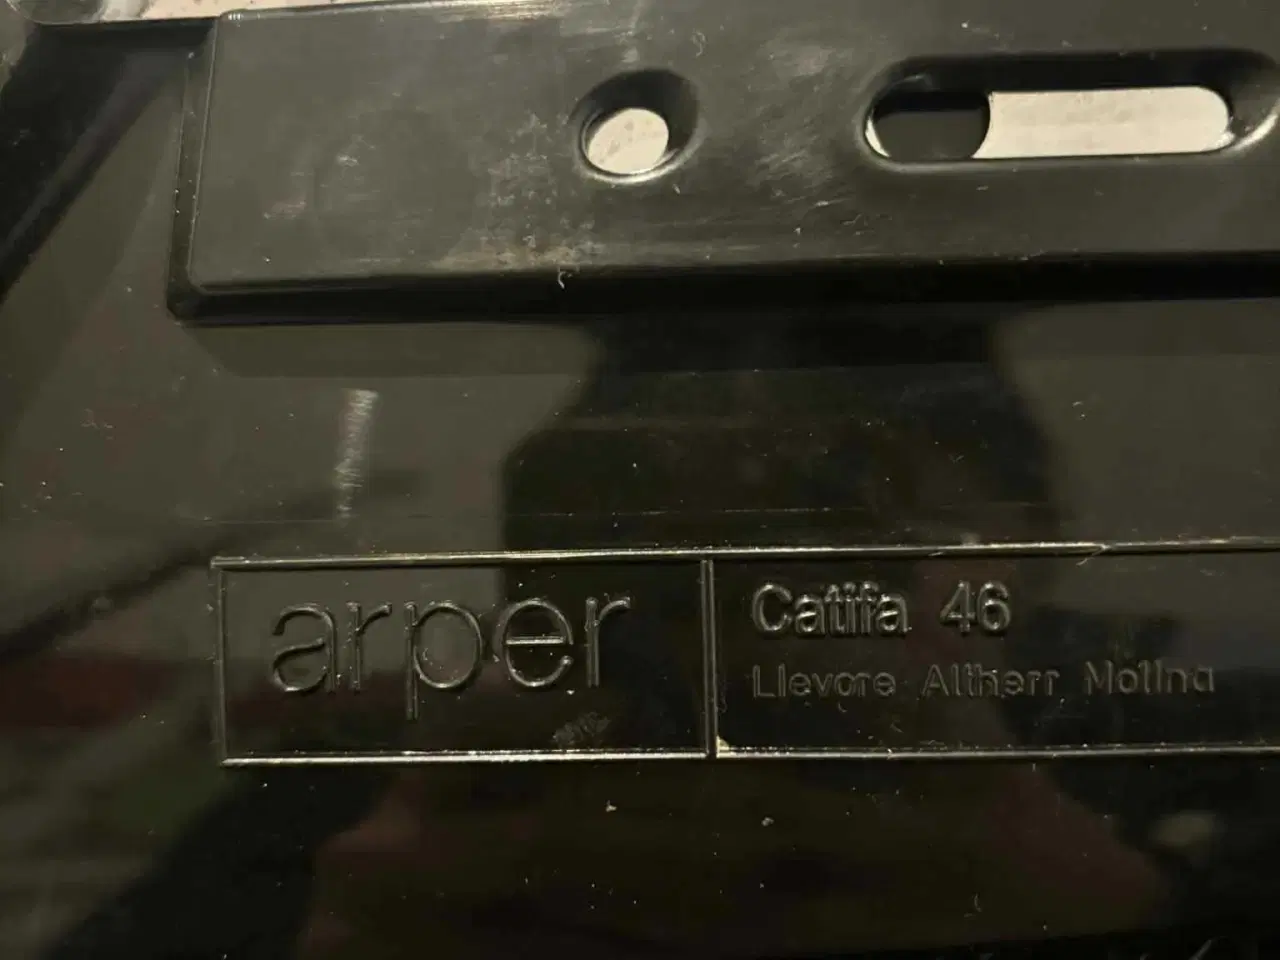 arper
Catifa 46
Llevore Altherr Molina